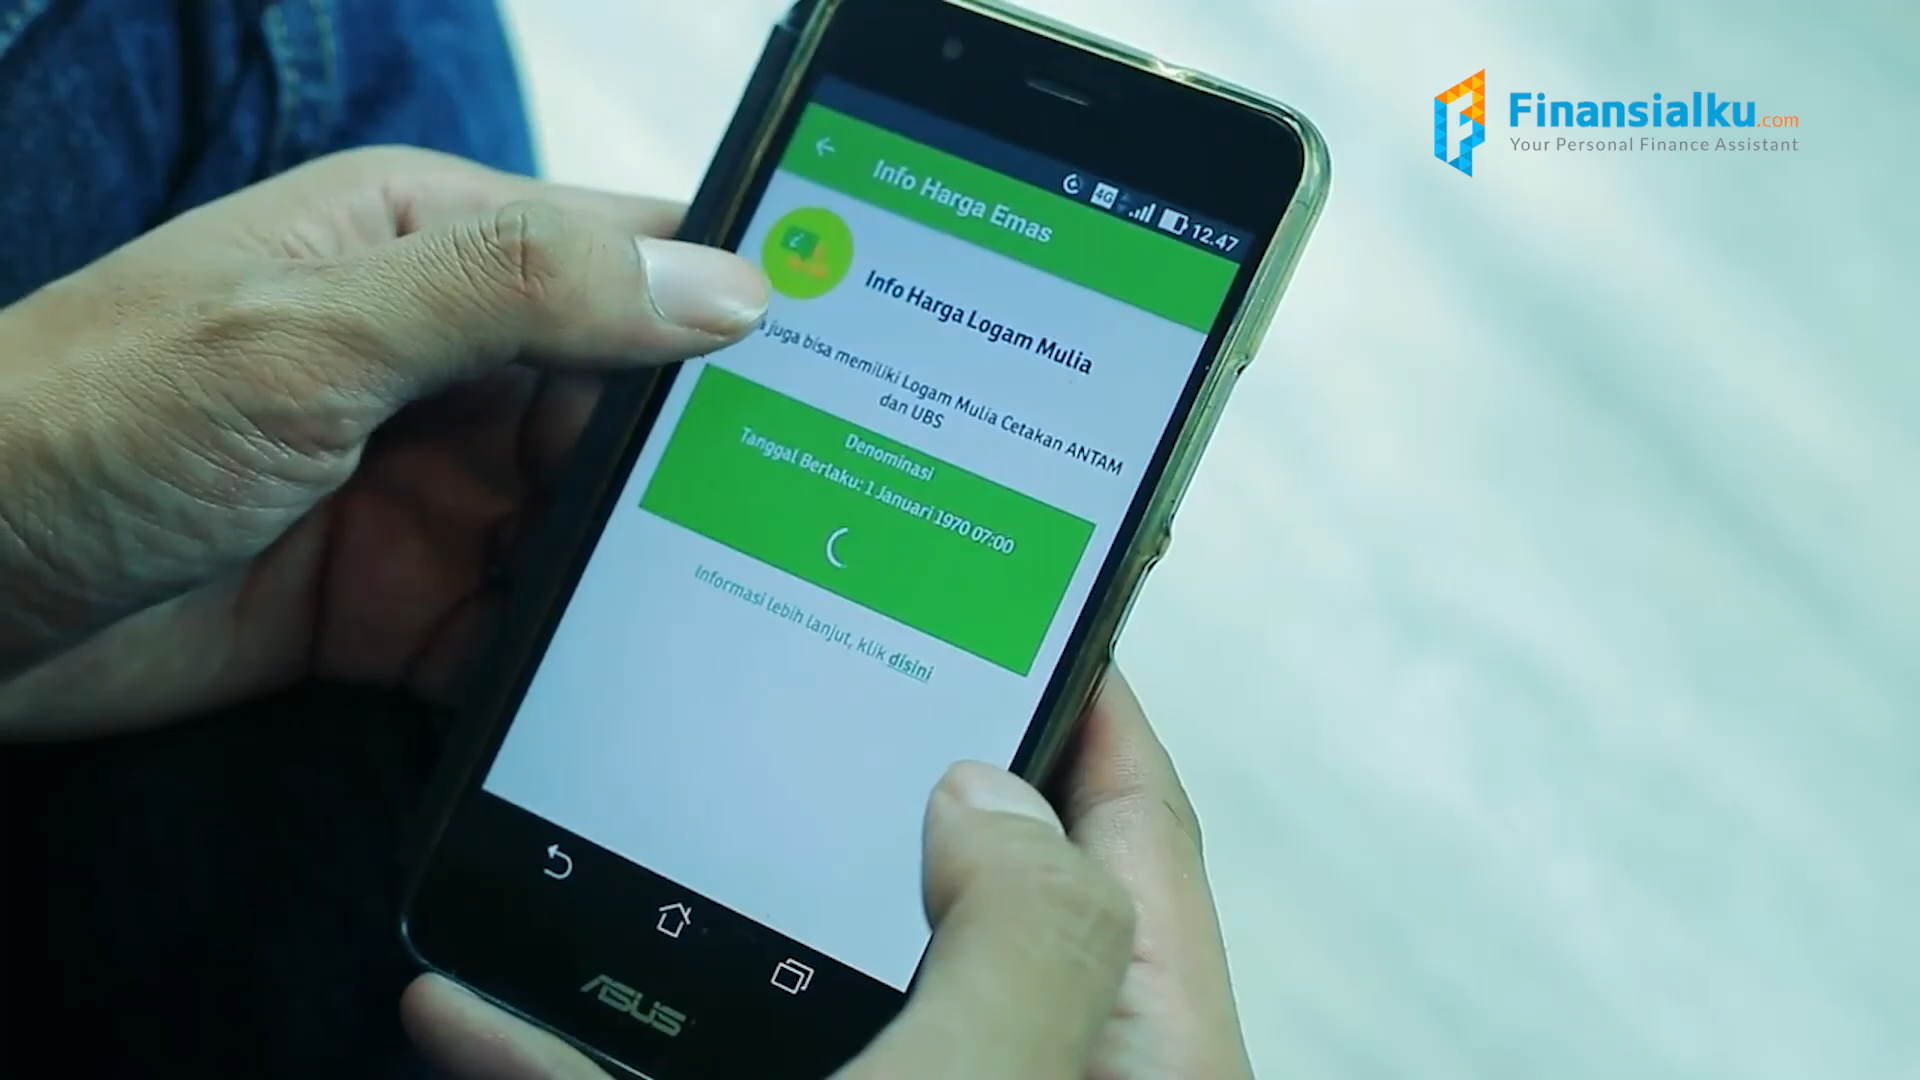 Finansialku.com
Your Personal Finance Assistant
4G 12.47
Info Harga Emas
Info Harga Logam Mulia
juga bisa memiliki Logam Mulia Cetakan ANTAM
dan UBS
Denominasi
Tanggal Berlaku: 1 Januari 1970 07:00
Informasi lebih lanjut, klik disini
ASUS